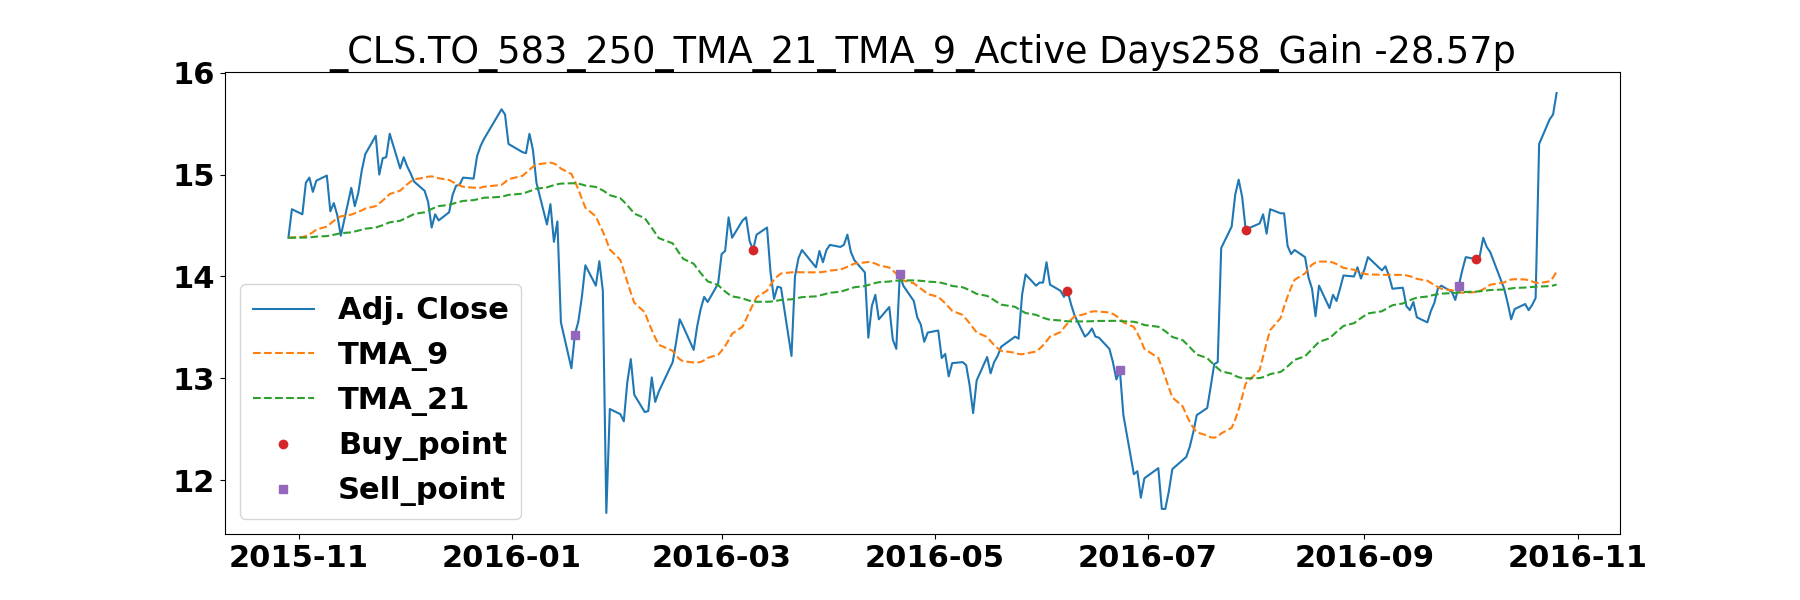 _CLS.TO_583_250_TMA_21_TMA_9_Active Days258_Gain -28.57p
16
15
14
13
12
Adj. Close
TMA_9
TMA_21
Buy_point
Sell_point
2015-11 2016-01 2016-03 2016-05 2016-07 2016-09 2016-11